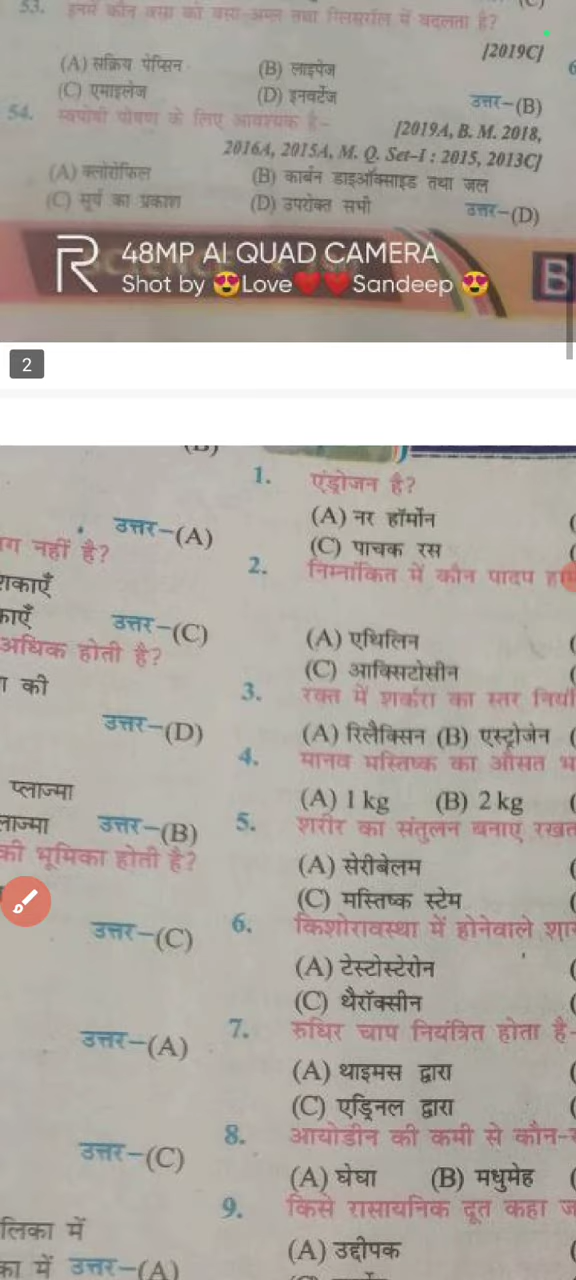 53. इनमें कौन वसा को वसा-अम्ल तथा ग्लिसरॉल में बदलता है?
[2019C]
(A) सक्रिय पेप्सिन (B) लाइपेज
(C) एमाइलेज (D) इनवर्टेज उत्तर–(B)
54. स्वपोषी पोषण के लिए आवश्यक है–
[2019A, B. M. 2018,
2016A, 2015A, M. Q. Set-I : 2015, 2013C]
(A) क्लोरोफिल (B) कार्बन डाइऑक्साइड तथा जल
(C) सूर्य का प्रकाश (D) उपरोक्त सभी उत्तर–(D)
48MP AI QUAD CAMERA
Shot by 😍Love❤️❤️Sandeep 😍
B
2
उत्तर–(A)
नहीं है?
उत्तर–(C)
अधिक होती है?
की
उत्तर–(D)
प्लाज्मा
उत्तर–(B)
की भूमिका होती है?
उत्तर–(C)
उत्तर–(A)
उत्तर–(C)
में
में उत्तर–(A)
1. एंड्रोजन है?
(A) नर हॉर्मोन
(C) पाचक रस
2. निम्नांकित में कौन पादप
(A) एथिलिन
(C) आक्सिटोसीन
3. रक्त में शर्करा का स्तर
(A) रिलैक्सिन (B) एस्ट्रोजेन
4. मानव मस्तिष्क का औसत
(A) 1 kg (B) 2 kg
5. शरीर का संतुलन बनाए
(A) सेरीबेलम
(C) मस्तिष्क स्टेम
6. किशोरावस्था में होनेवाले
(A) टेस्टोस्टेरोन
(C) थैरॉक्सीन
7. रुधिर चाप नियंत्रित होता है-
(A) थाइमस द्वारा
(C) एड्रिनल द्वारा
8. आयोडीन की कमी से कौन-
(A) घेघा (B) मधुमेह
9. किसे रासायनिक दूत कहा
(A) उद्दीपक